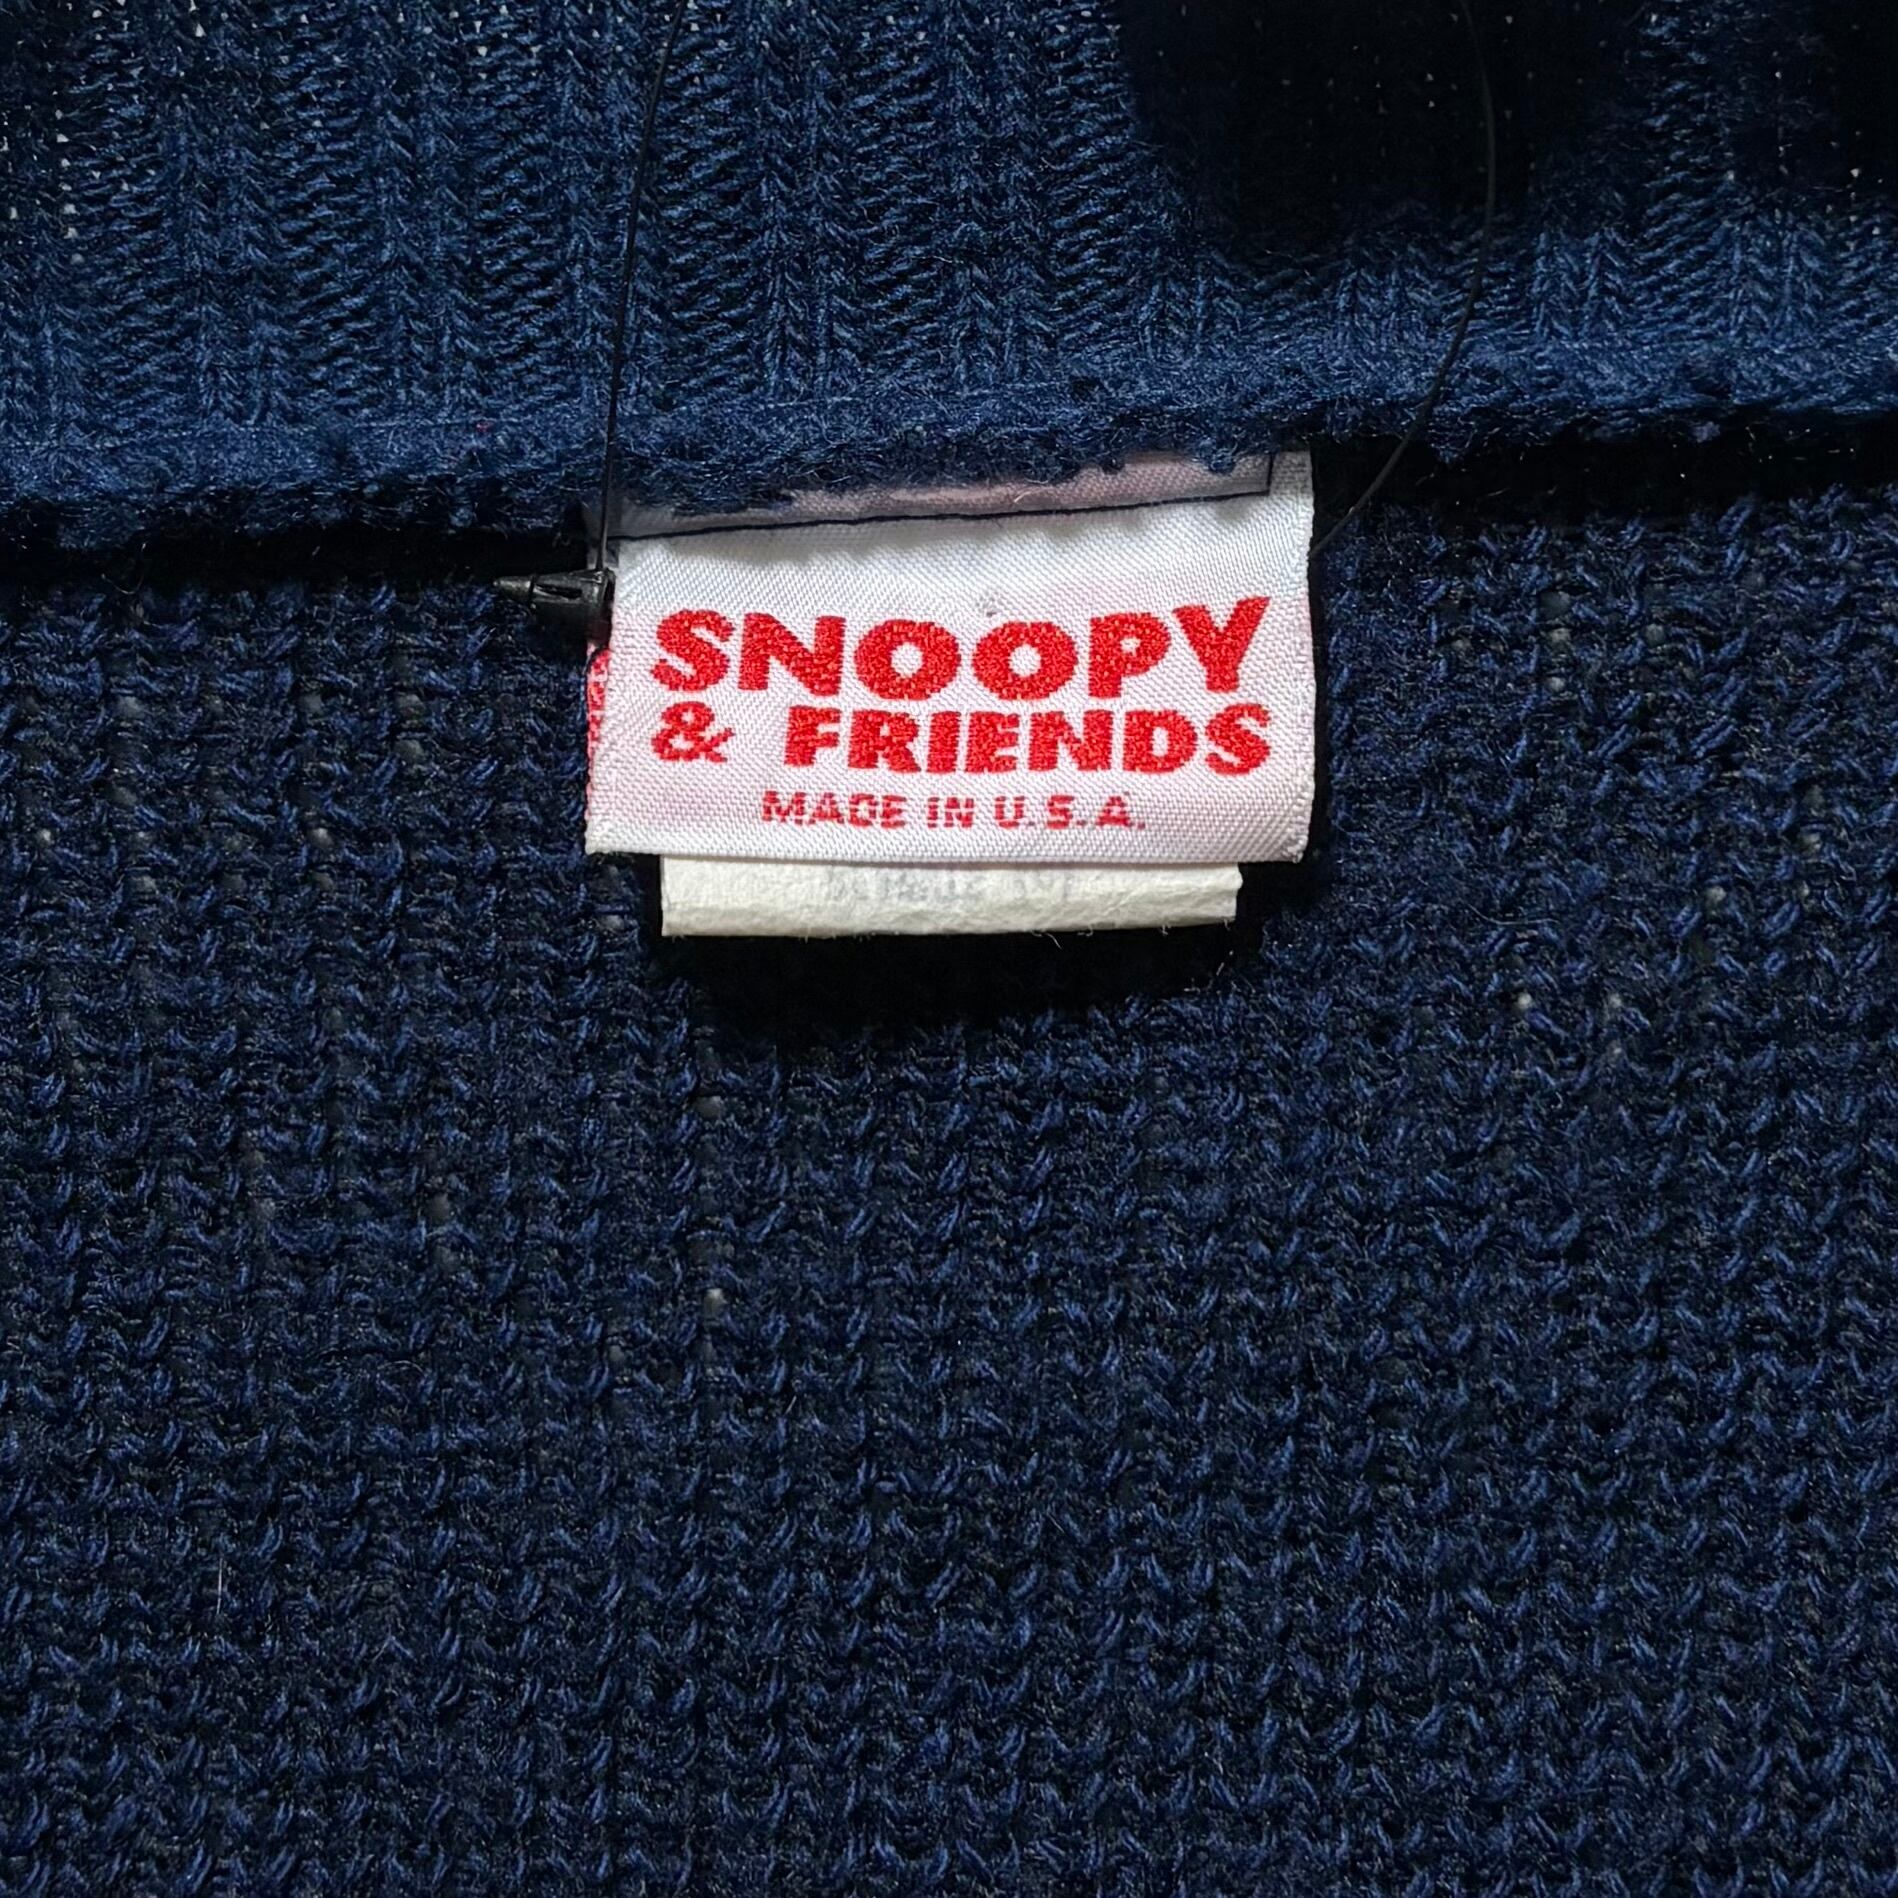 SNOOPY
& FRIENDS
MADE IN U.S.A.